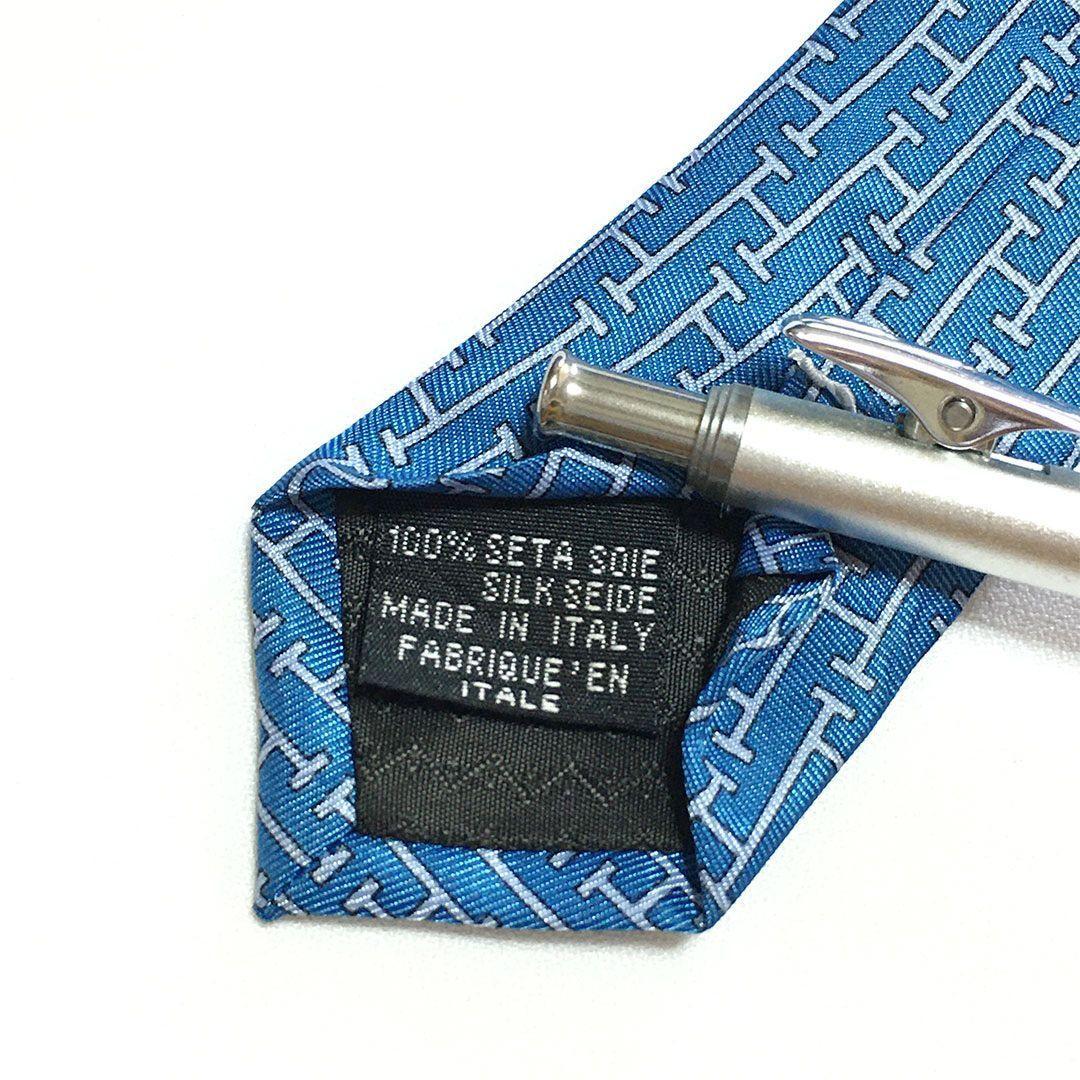 100% SETA SOIE
SILK SEIDE
MADE IN ITALY
FABRIQUE'EN
ITALE